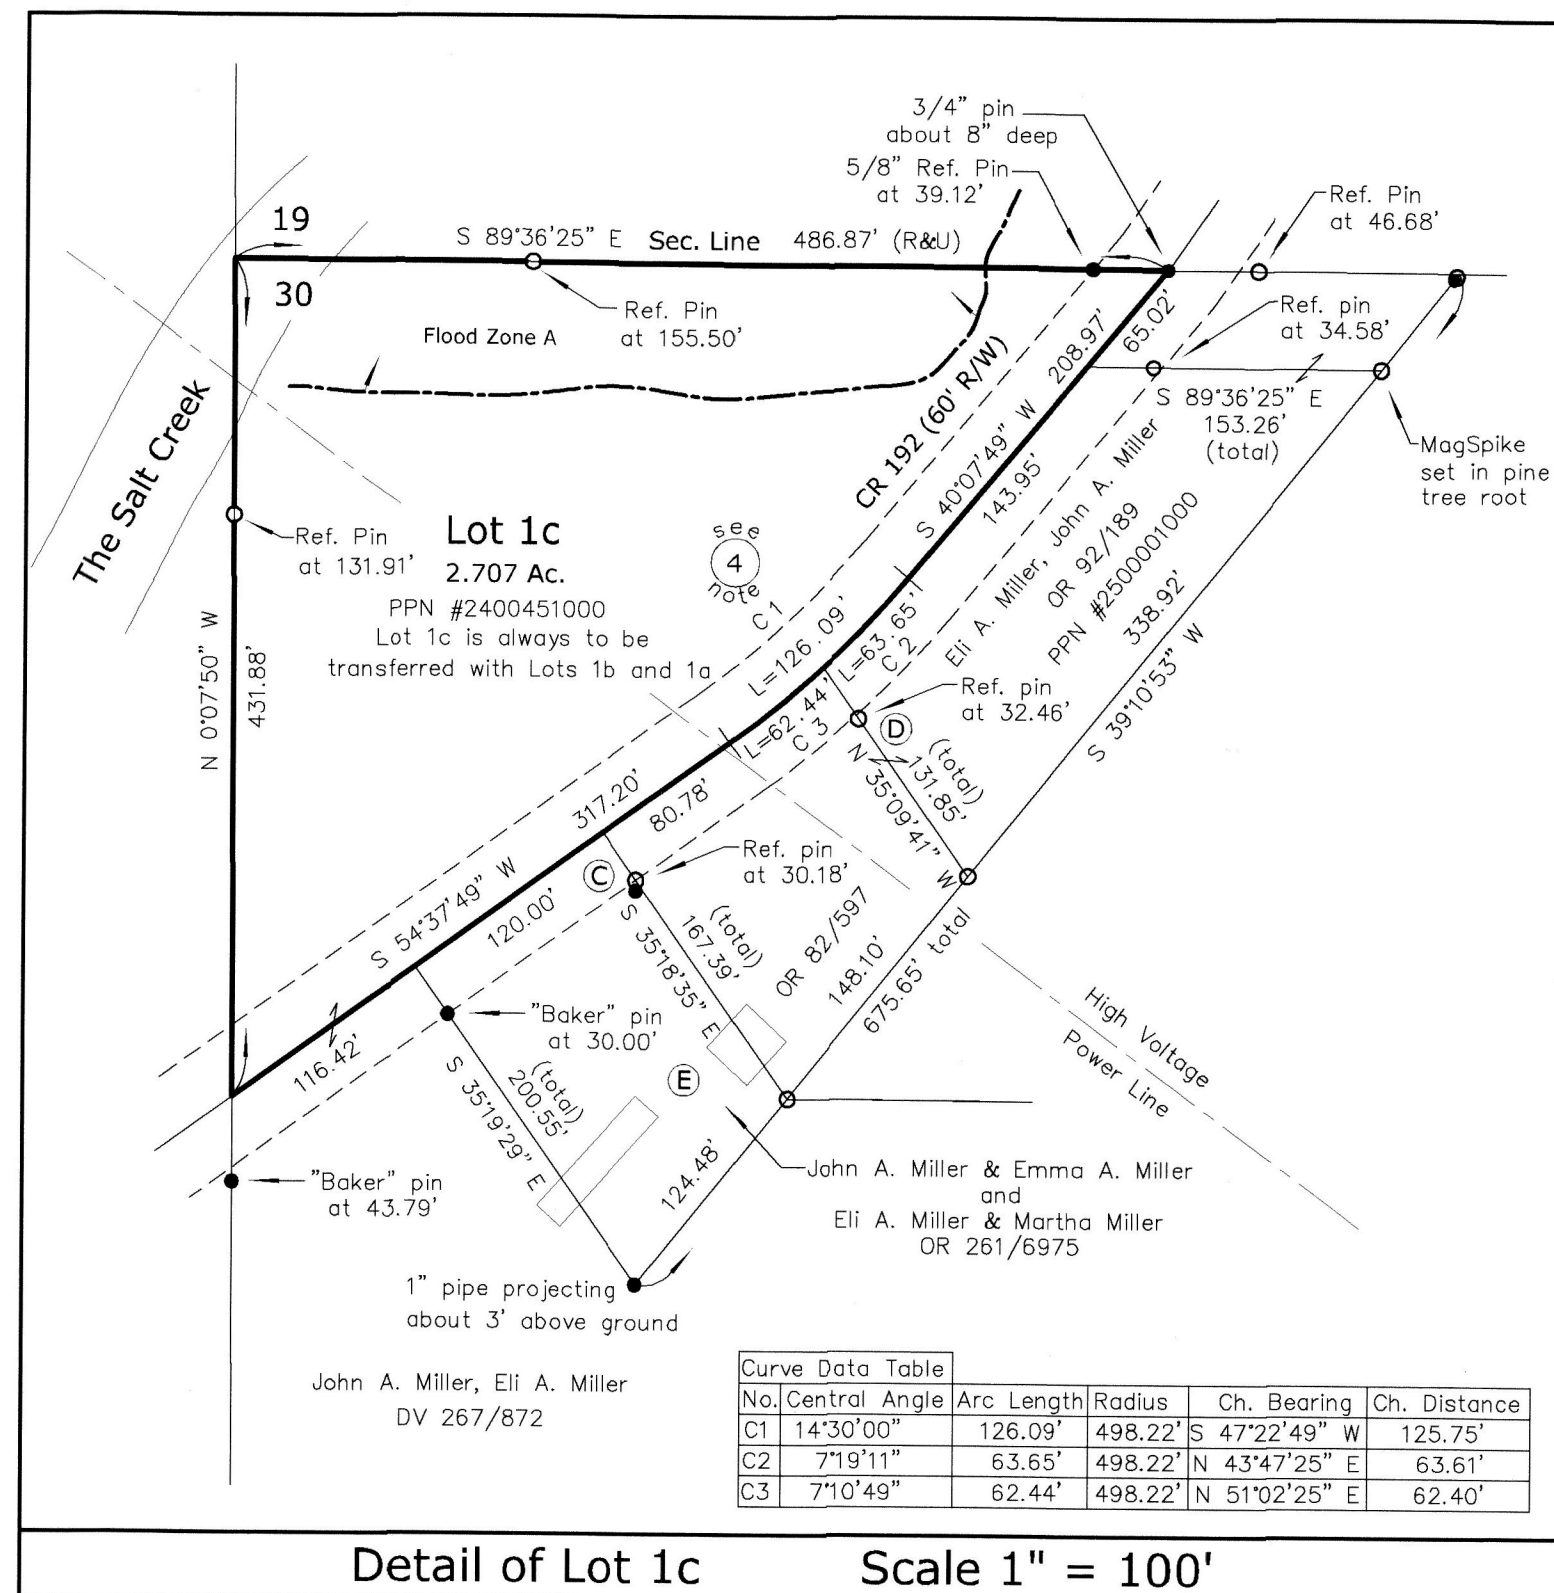 3/4" pin
about 8" deep
5/8" Ref. Pin
at 39.12'
Ref. Pin
at 46.68'
19
S 89°36'25" E Sec. Line 486.87' (R&U)
30
Ref. Pin
at 155.50'
Flood Zone A
208.97'
65.02'
Ref. pin
at 34.58'
S 89°36'25" E
153.26'
(total)
CR 192 (60' R/W)
S 40°07'49" W
143.95'
MagSpike
set in pine
tree root
The Salt Creek
Ref. Pin
at 131.91'
Lot 1c
2.707 Ac.
PPN #2400451000
Lot 1c is always to be
transferred with Lots 1b and 1a
see
4
note
C 1
L=126.09'
L=63.65'
C 2
L=62.44'
C 3
Eli A. Miller, John A. Miller
OR 92/189
PPN #2500001000
338.92'
S 39°10'53" W
N 0°07'50" W
431.88'
Ref. pin
at 32.46'
D
(total)
131.85'
N 35°09'41" W
317.20'
80.78'
Ref. pin
at 30.18'
C
S 54°37'49" W
120.00'
(total)
167.39'
S 35°18'35" E
OR 82/597
148.10'
675.65' total
High Voltage
Power Line
116.42'
"Baker" pin
at 30.00'
(total)
200.55'
S 35°19'29" E
E
124.48'
"Baker" pin
at 43.79'
John A. Miller & Emma A. Miller
and
Eli A. Miller & Martha Miller
OR 261/6975
1" pipe projecting
about 3' above ground
John A. Miller, Eli A. Miller
DV 267/872
Curve Data Table
No. Central Angle Arc Length Radius Ch. Bearing Ch. Distance
C1 14°30'00" 126.09' 498.22' S 47°22'49" W 125.75'
C2 7°19'11" 63.65' 498.22' N 43°47'25" E 63.61'
C3 7°10'49" 62.44' 498.22' N 51°02'25" E 62.40'
Detail of Lot 1c Scale 1" = 100'